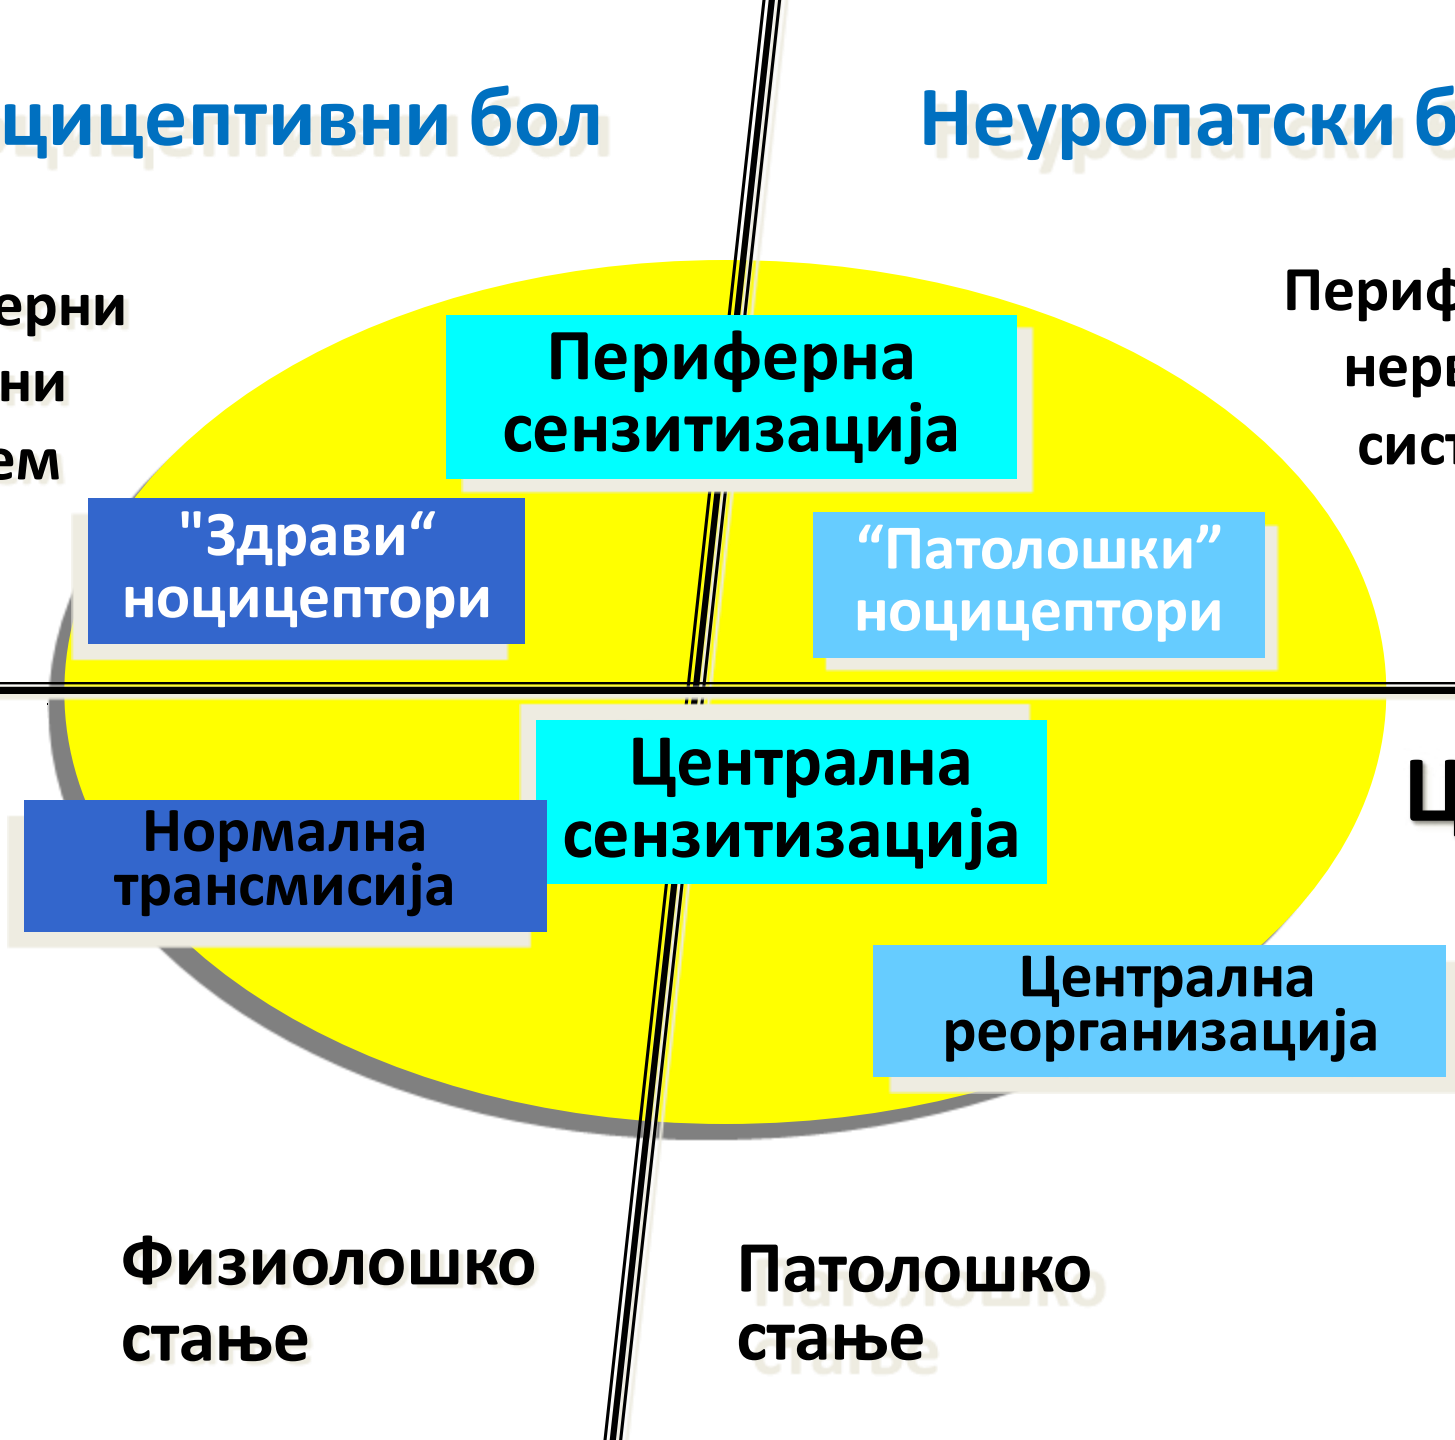 цицептивни бол
Неуропатски б
ерни
ни
ем
Периф
нерв
сист
Периферна
сензитизација
"Здрави“
ноцицептори
“Патолошки”
ноцицептори
Централна
сензитизација
Ц
Нормална
трансмисија
Централна
реорганизација
Физиолошко
стање
Патолошко
стање